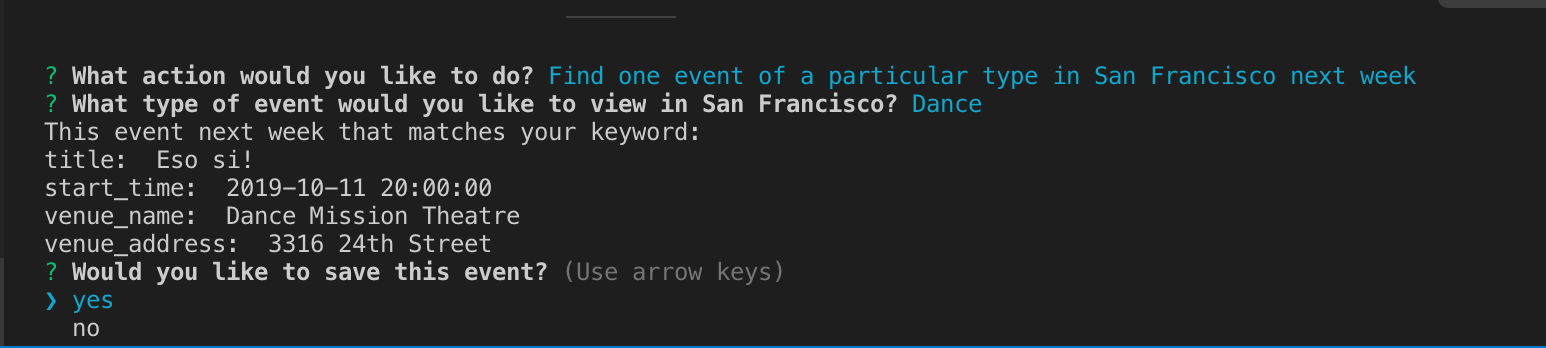 ? What action would you like to do? Find one event of a particular type in San Francisco next week
? What type of event would you like to view in San Francisco? Dance
This event next week that matches your keyword:
title:  Eso si!
start_time:  2019-10-11 20:00:00
venue_name:  Dance Mission Theatre
venue_address:  3316 24th Street
? Would you like to save this event? (Use arrow keys)
❯ yes
  no